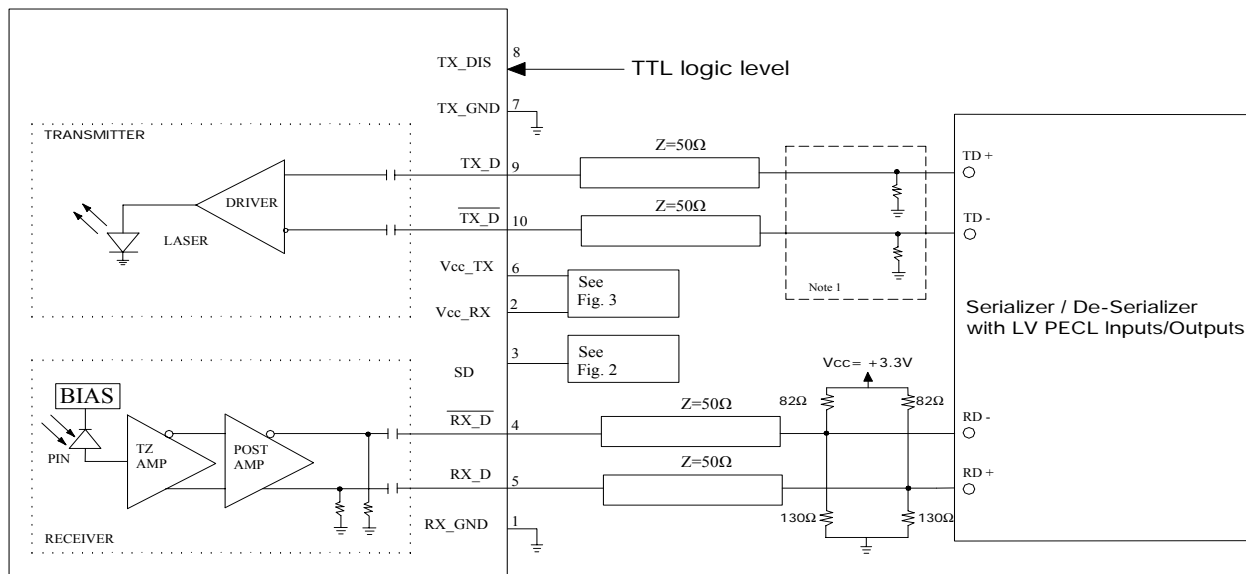 TX_DIS
8
TTL logic level
TX_GND
7
TRANSMITTER
TX_D
9
Z=50Ω
TD +
DRIVER
LASER
TX_D
10
Z=50Ω
TD -
Note 1
Vcc_TX
6
See
Fig. 3
Vcc_RX
2
Serializer / De-Serializer
with LV PECL Inputs/Outputs
SD
3
See
Fig. 2
Vcc= +3.3V
82Ω
82Ω
BIAS
PIN
TZ
AMP
POST
AMP
RX_D
4
Z=50Ω
RD -
RX_D
5
Z=50Ω
RD +
130Ω
130Ω
RX_GND
1
RECEIVER